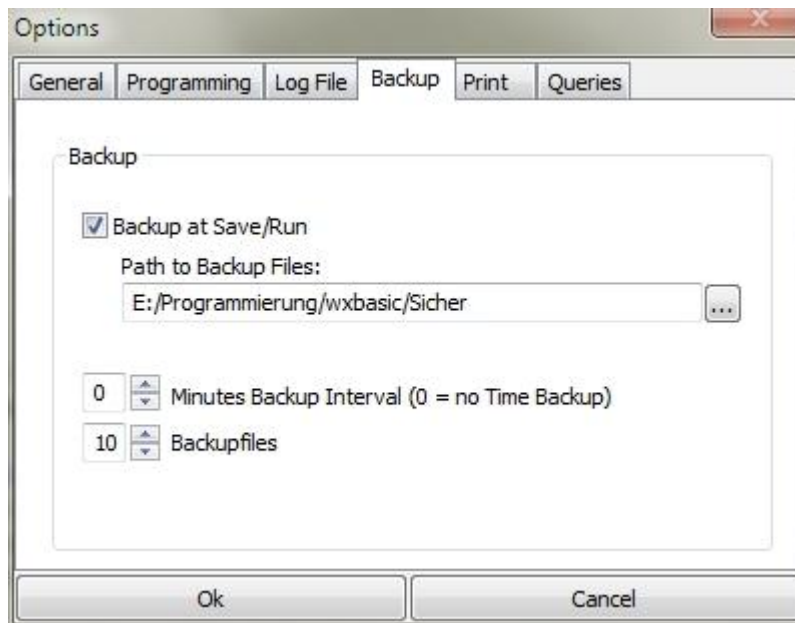 Options
General Programming Log File Backup Print Queries
Backup
Backup at Save/Run
Path to Backup Files:
E:/Programmierung/wxbasic/Sicher ...
0 Minutes Backup Interval (0 = no Time Backup)
10 Backupfiles
Ok Cancel